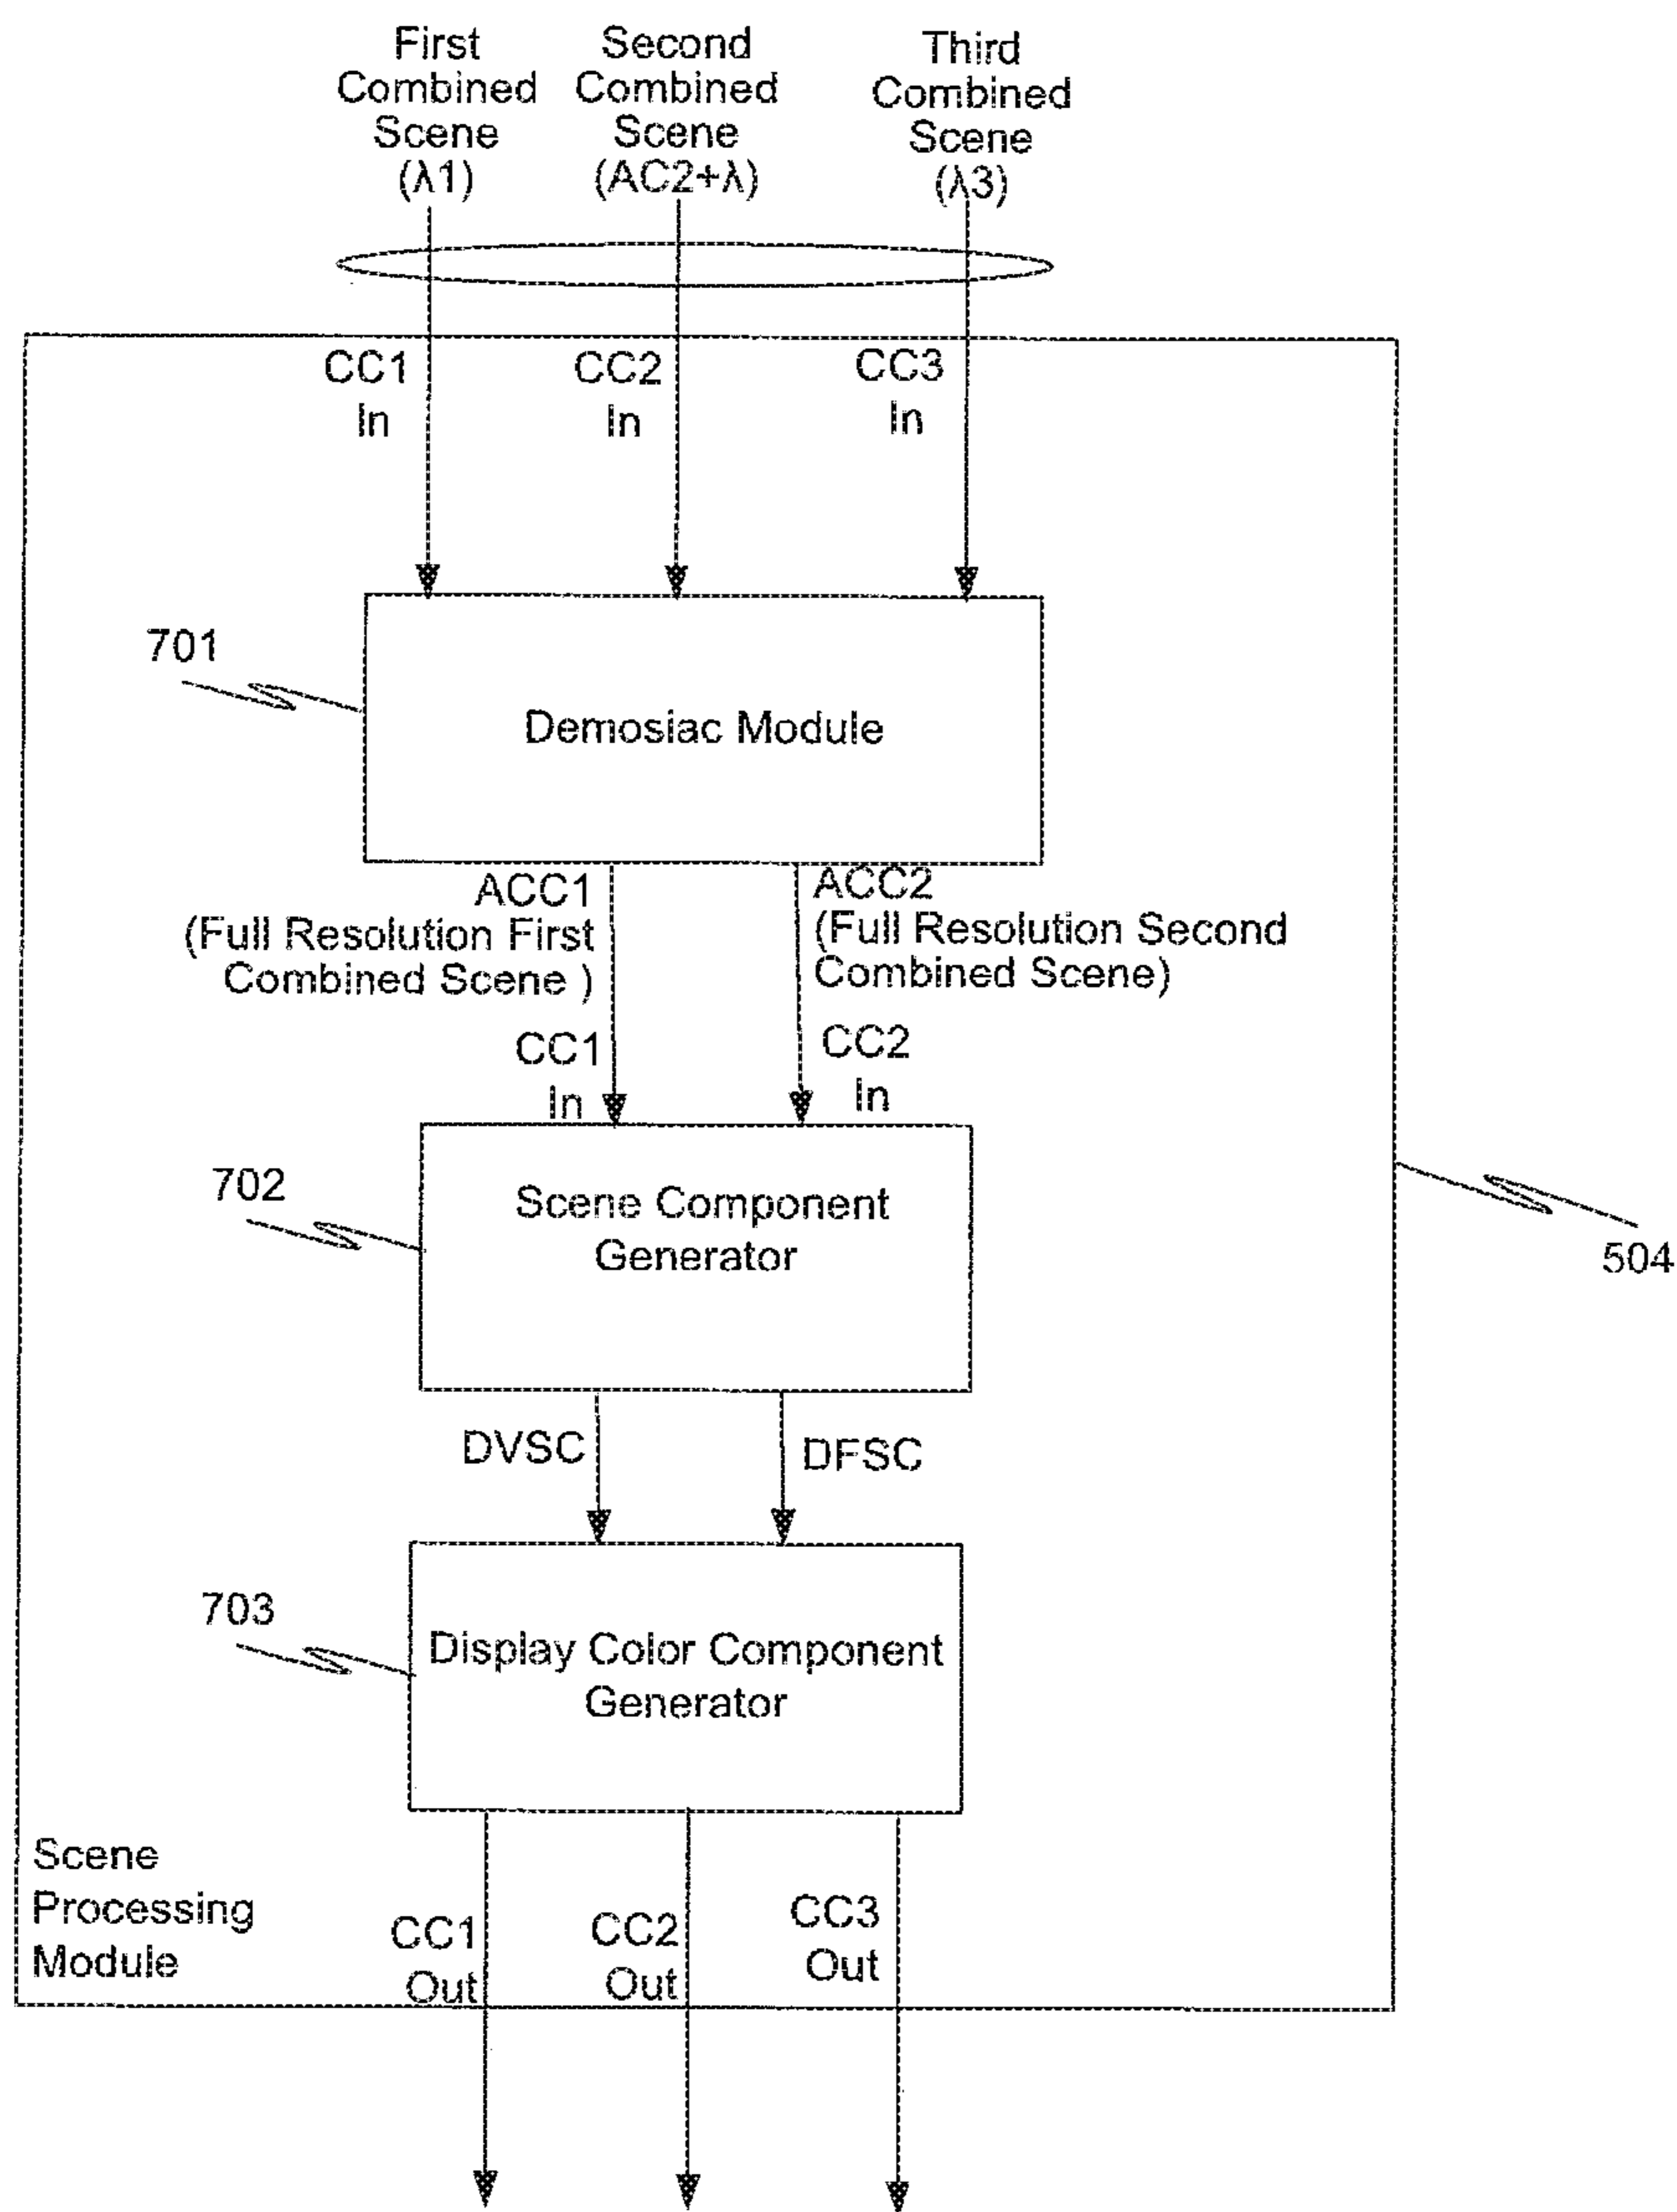 First
Combined
Scene
(λ1)
Second
Combined
Scene
(AC2+λ)
Third
Combined
Scene
(λ3)
CC1
In
CC2
In
CC3
In
701
Demosiac Module
ACC1
(Full Resolution First
Combined Scene )
ACC2
(Full Resolution Second
Combined Scene)
CC1
In
CC2
In
702
Scene Component
Generator
504
DVSC
DFSC
703
Display Color Component
Generator
Scene
Processing
Module
CC1
Out
CC2
Out
CC3
Out